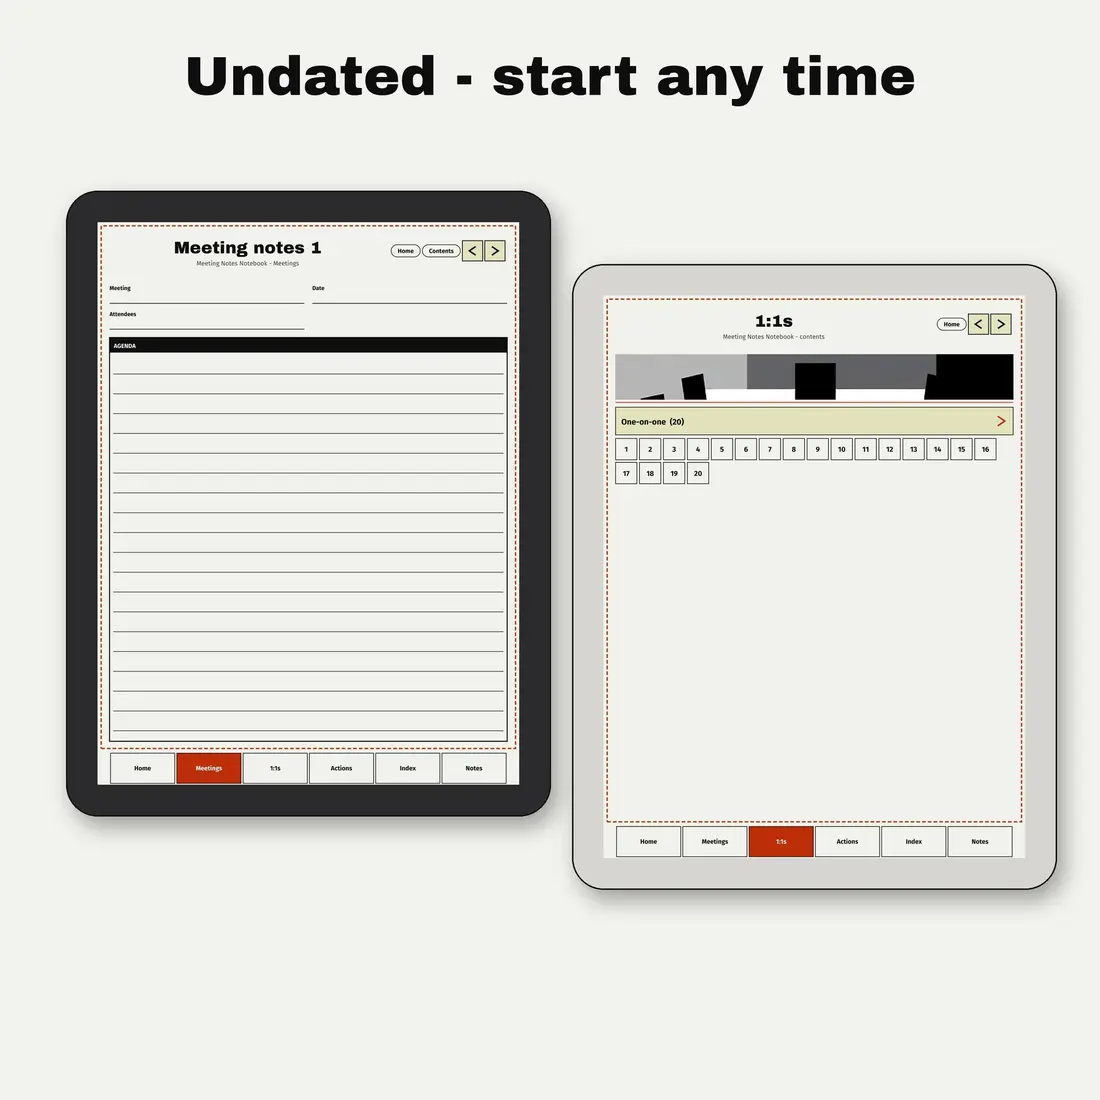 Undated - start any time
Meeting notes 1
Meeting Notes Notebook - Meetings
Home Contents < >
Meeting Date
Attendees
AGENDA
Home Meetings 1:1s Actions Index Notes
1:1s
Meeting Notes Notebook - contents
Home < >
One-on-one (20) >
1 2 3 4 5 6 7 8 9 10 11 12 13 14 15 16
17 18 19 20
Home Meetings 1:1s Actions Index Notes